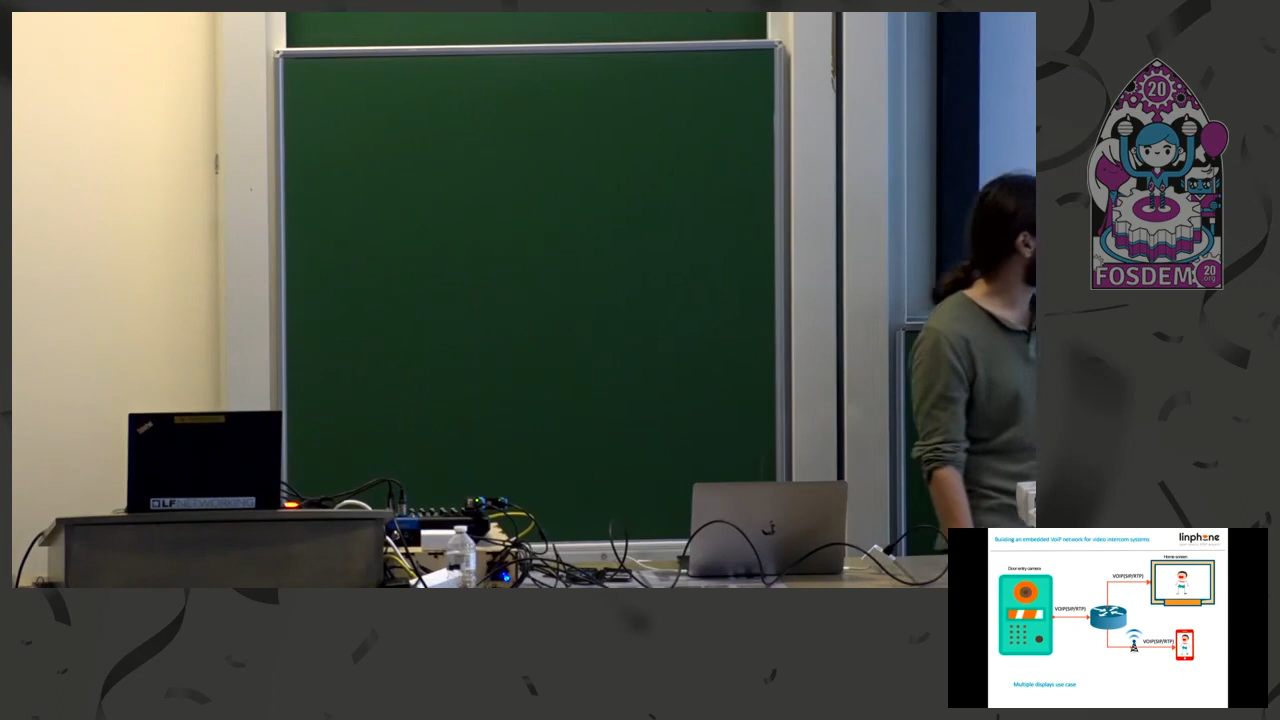 20
FOSDEM
20
.org
LFNETWORKING
Building an embedded VoIP network for video intercom systems
linphone
Door entry camera
Home screen
VOIP(SIP/RTP)
VOIP(SIP/RTP)
VOIP(SIP/RTP)
Multiple displays use case